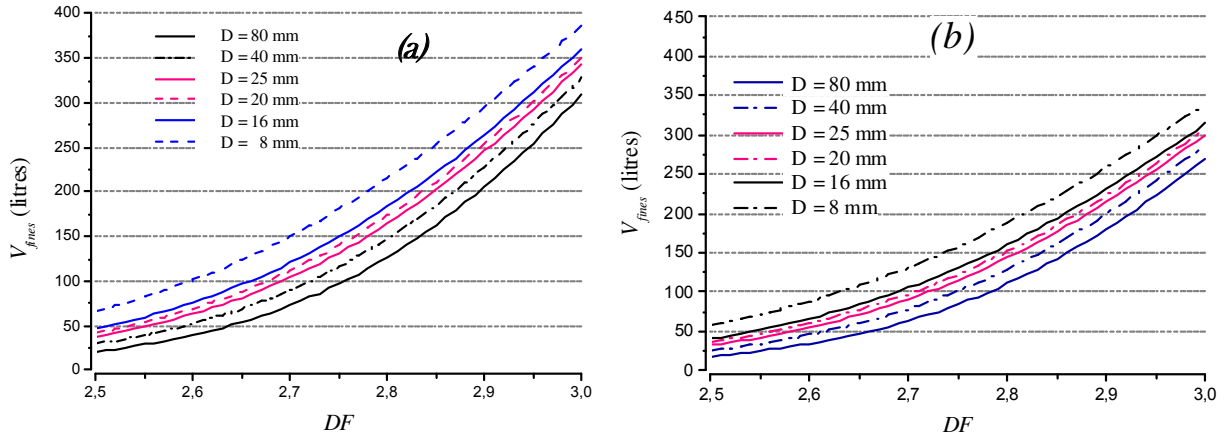 (a)
D = 80 mm
D = 40 mm
D = 25 mm
D = 20 mm
D = 16 mm
D = 8 mm
400
350
300
250
200
150
100
50
0
V_fines (litres)
2,5
2,6
2,7
2,8
2,9
3,0
DF
(b)
D = 80 mm
D = 40 mm
D = 25 mm
D = 20 mm
D = 16 mm
D = 8 mm
450
400
350
300
250
200
150
100
50
0
V_fines (litres)
2,5
2,6
2,7
2,8
2,9
3,0
DF